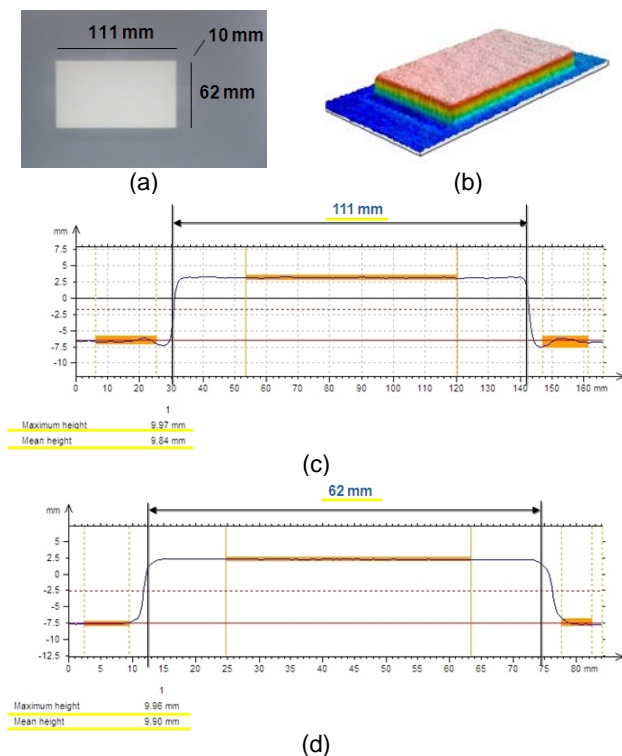 111 mm
10 mm
62 mm
(a)
(b)
111 mm
mm
7.5
5
2.5
0
-2.5
-5
-7.5
-10
0 10 20 30 40 50 60 70 80 90 100 110 120 130 140 150 160 mm
1
Maximum height 9.97 mm
Mean height 9.84 mm
(c)
62 mm
mm
5
2.5
0
-2.5
-5
-7.5
-10
-12.5
0 5 10 15 20 25 30 35 40 45 50 55 60 65 70 75 80 mm
1
Maximum height 9.96 mm
Mean height 9.90 mm
(d)